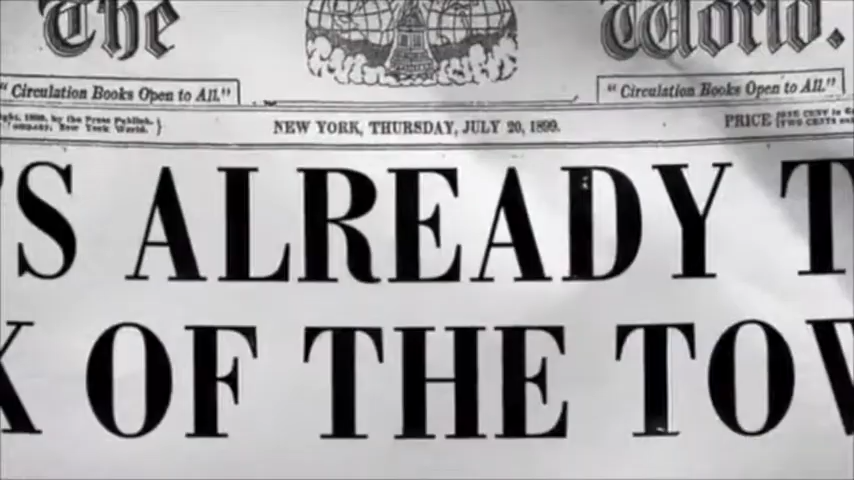 The World.
"Circulation Books Open to All." "Circulation Books Open to All."
NEW YORK, THURSDAY, JULY 20, 1899. PRICE
'S ALREADY T
K OF THE TOW